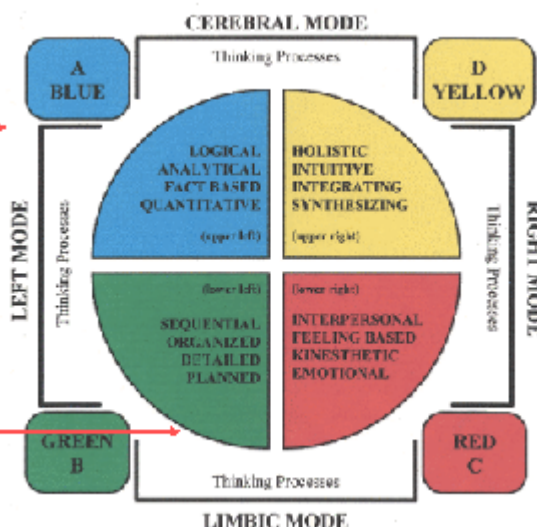 CEREBRAL MODE
Thinking Processes
A
BLUE
D
YELLOW
LOGICAL
ANALYTICAL
FACT BASED
QUANTITATIVE
(upper left)
HOLISTIC
INTUITIVE
INTEGRATING
SYNTHESIZING
(upper right)
LEFT MODE
Thinking Processes
Thinking Processes
RIGHT MODE
(lower left)
SEQUENTIAL
ORGANIZED
DETAILED
PLANNED
(lower right)
INTERPERSONAL
FEELING BASED
KINESTHETIC
EMOTIONAL
GREEN
B
RED
C
Thinking Processes
LIMBIC MODE